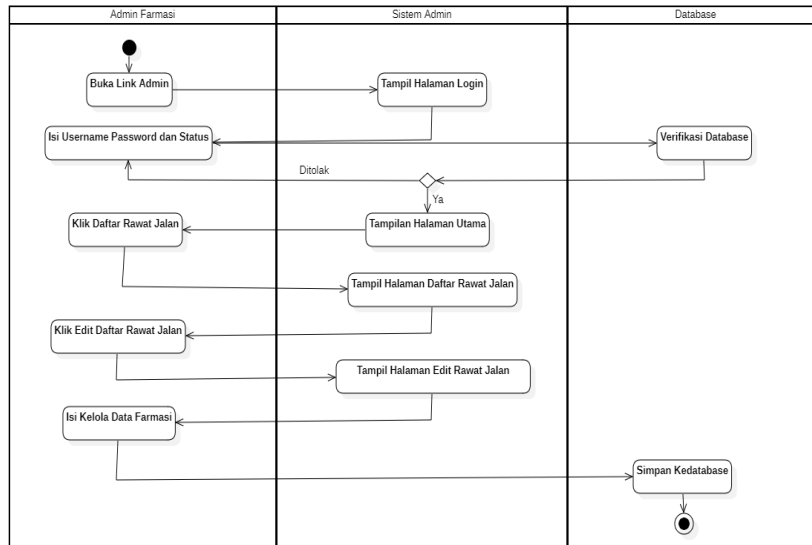 Admin Farmasi
Sistem Admin
Database
Buka Link Admin
Tampil Halaman Login
Isi Username Password dan Status
Verifikasi Database
Ditolak
Ya
Klik Daftar Rawat Jalan
Tampilan Halaman Utama
Tampil Halaman Daftar Rawat Jalan
Klik Edit Daftar Rawat Jalan
Tampil Halaman Edit Rawat Jalan
Isi Kelola Data Farmasi
Simpan Kedatabase